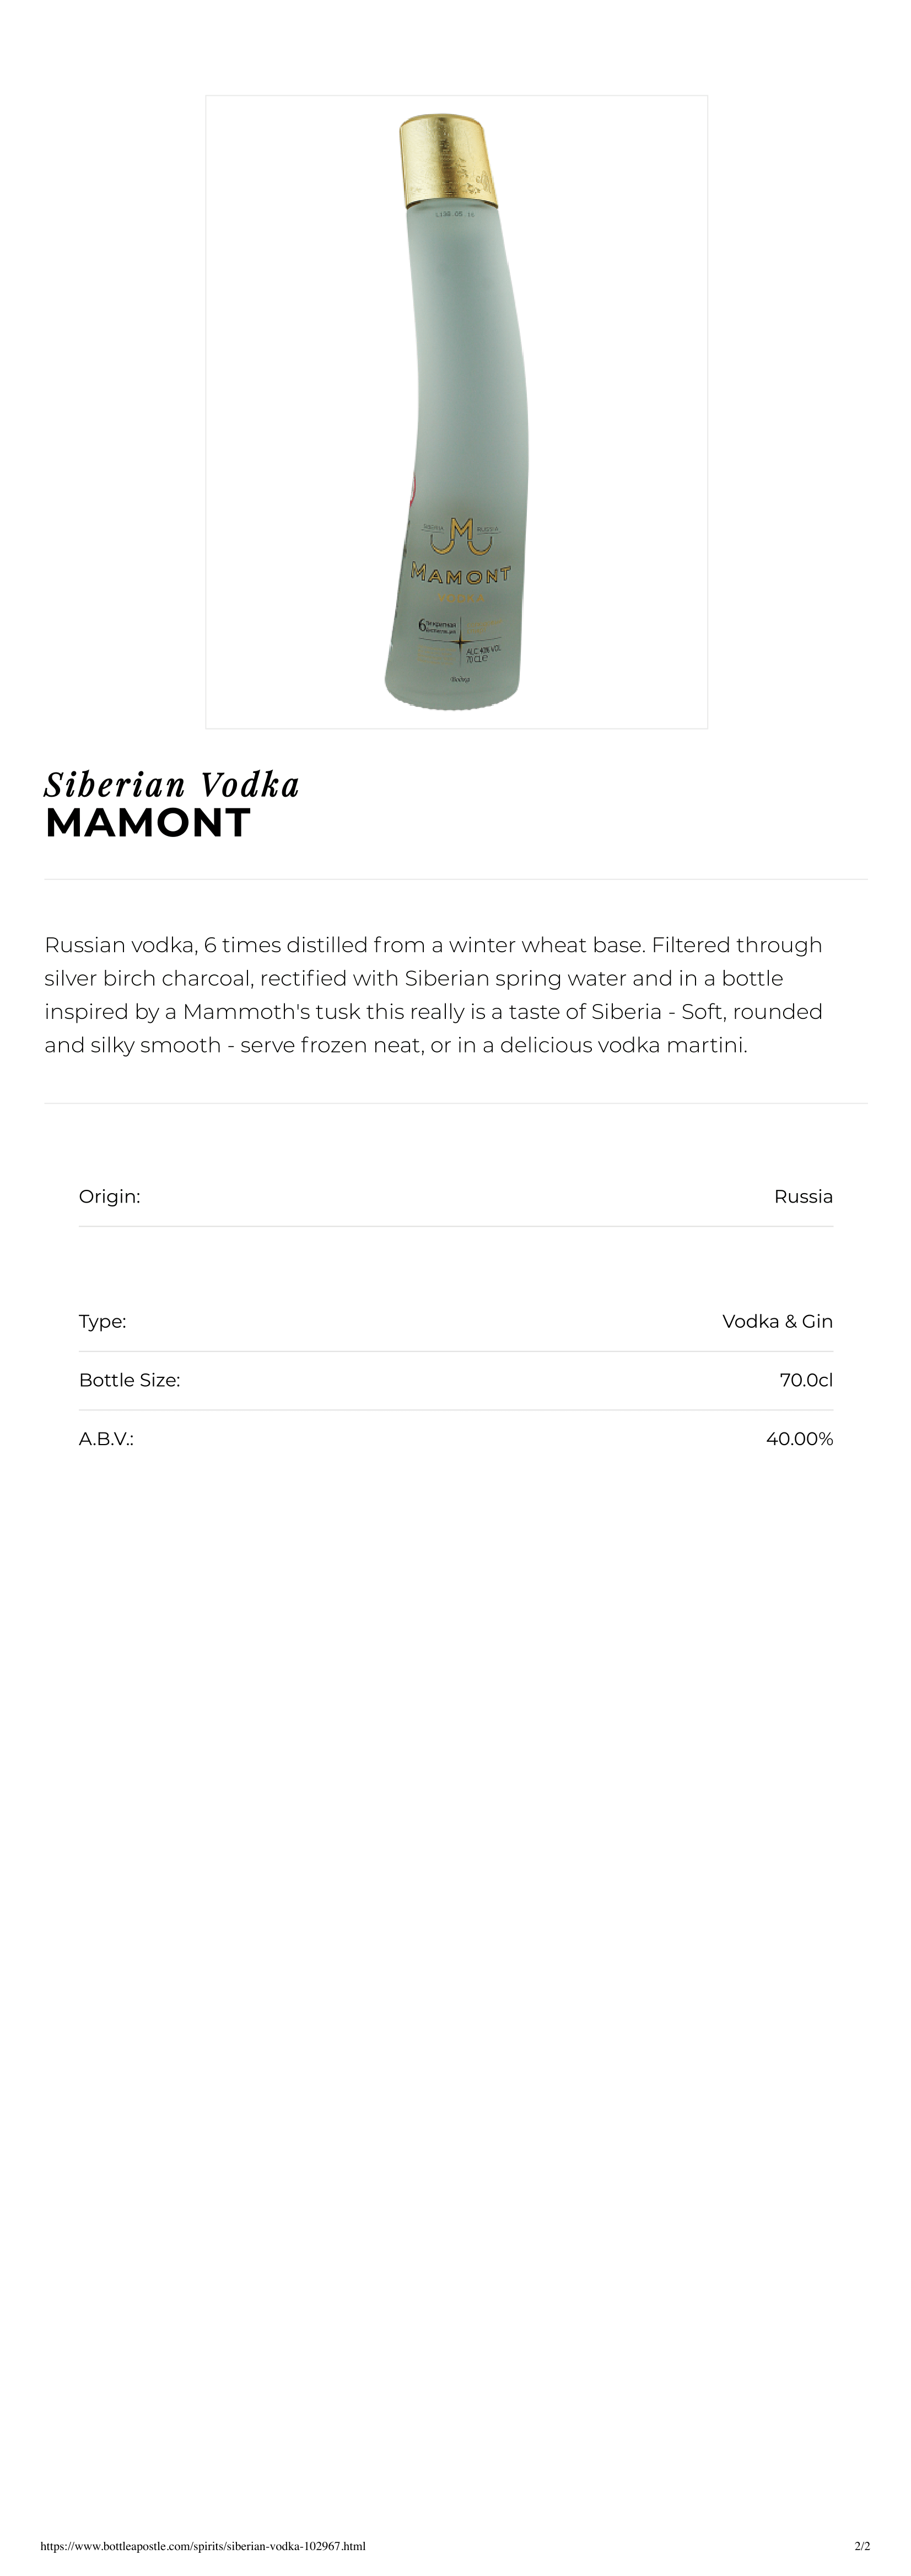 L138 05 16
SIBERIA RUSSIA
MAMONT
Vodka
6
ALC 40% VOL
70 CL e
Siberian Vodka
MAMONT
Russian vodka, 6 times distilled from a winter wheat base. Filtered through
silver birch charcoal, rectified with Siberian spring water and in a bottle
inspired by a Mammoth's tusk this really is a taste of Siberia - Soft, rounded
and silky smooth - serve frozen neat, or in a delicious vodka martini.
Origin: Russia
Type: Vodka & Gin
Bottle Size: 70.0cl
A.B.V.: 40.00%
https://www.bottleapostle.com/spirits/siberian-vodka-102967.html 2/2